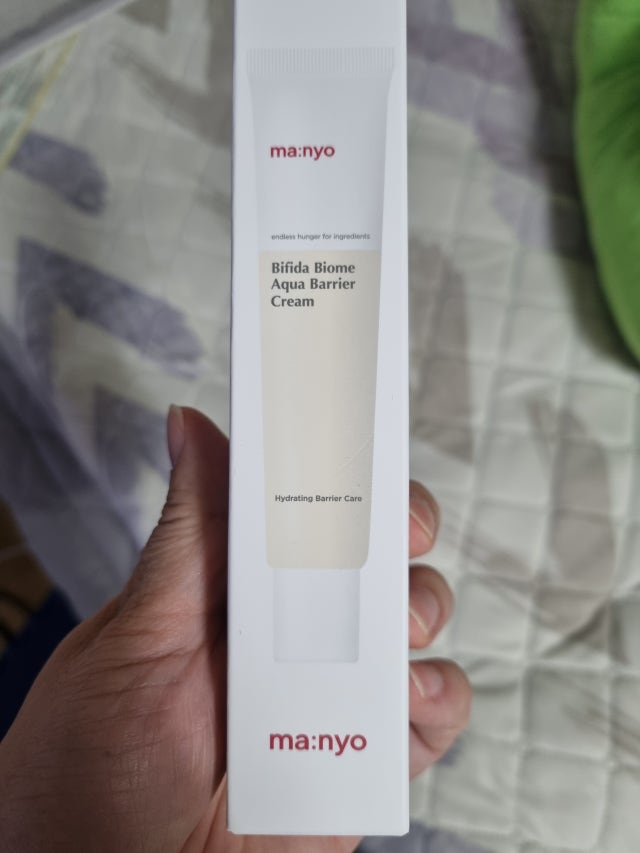 ma:nyo
endless hunger for ingredients
Bifida Biome
Aqua Barrier
Cream
Hydrating Barrier Care
ma:nyo